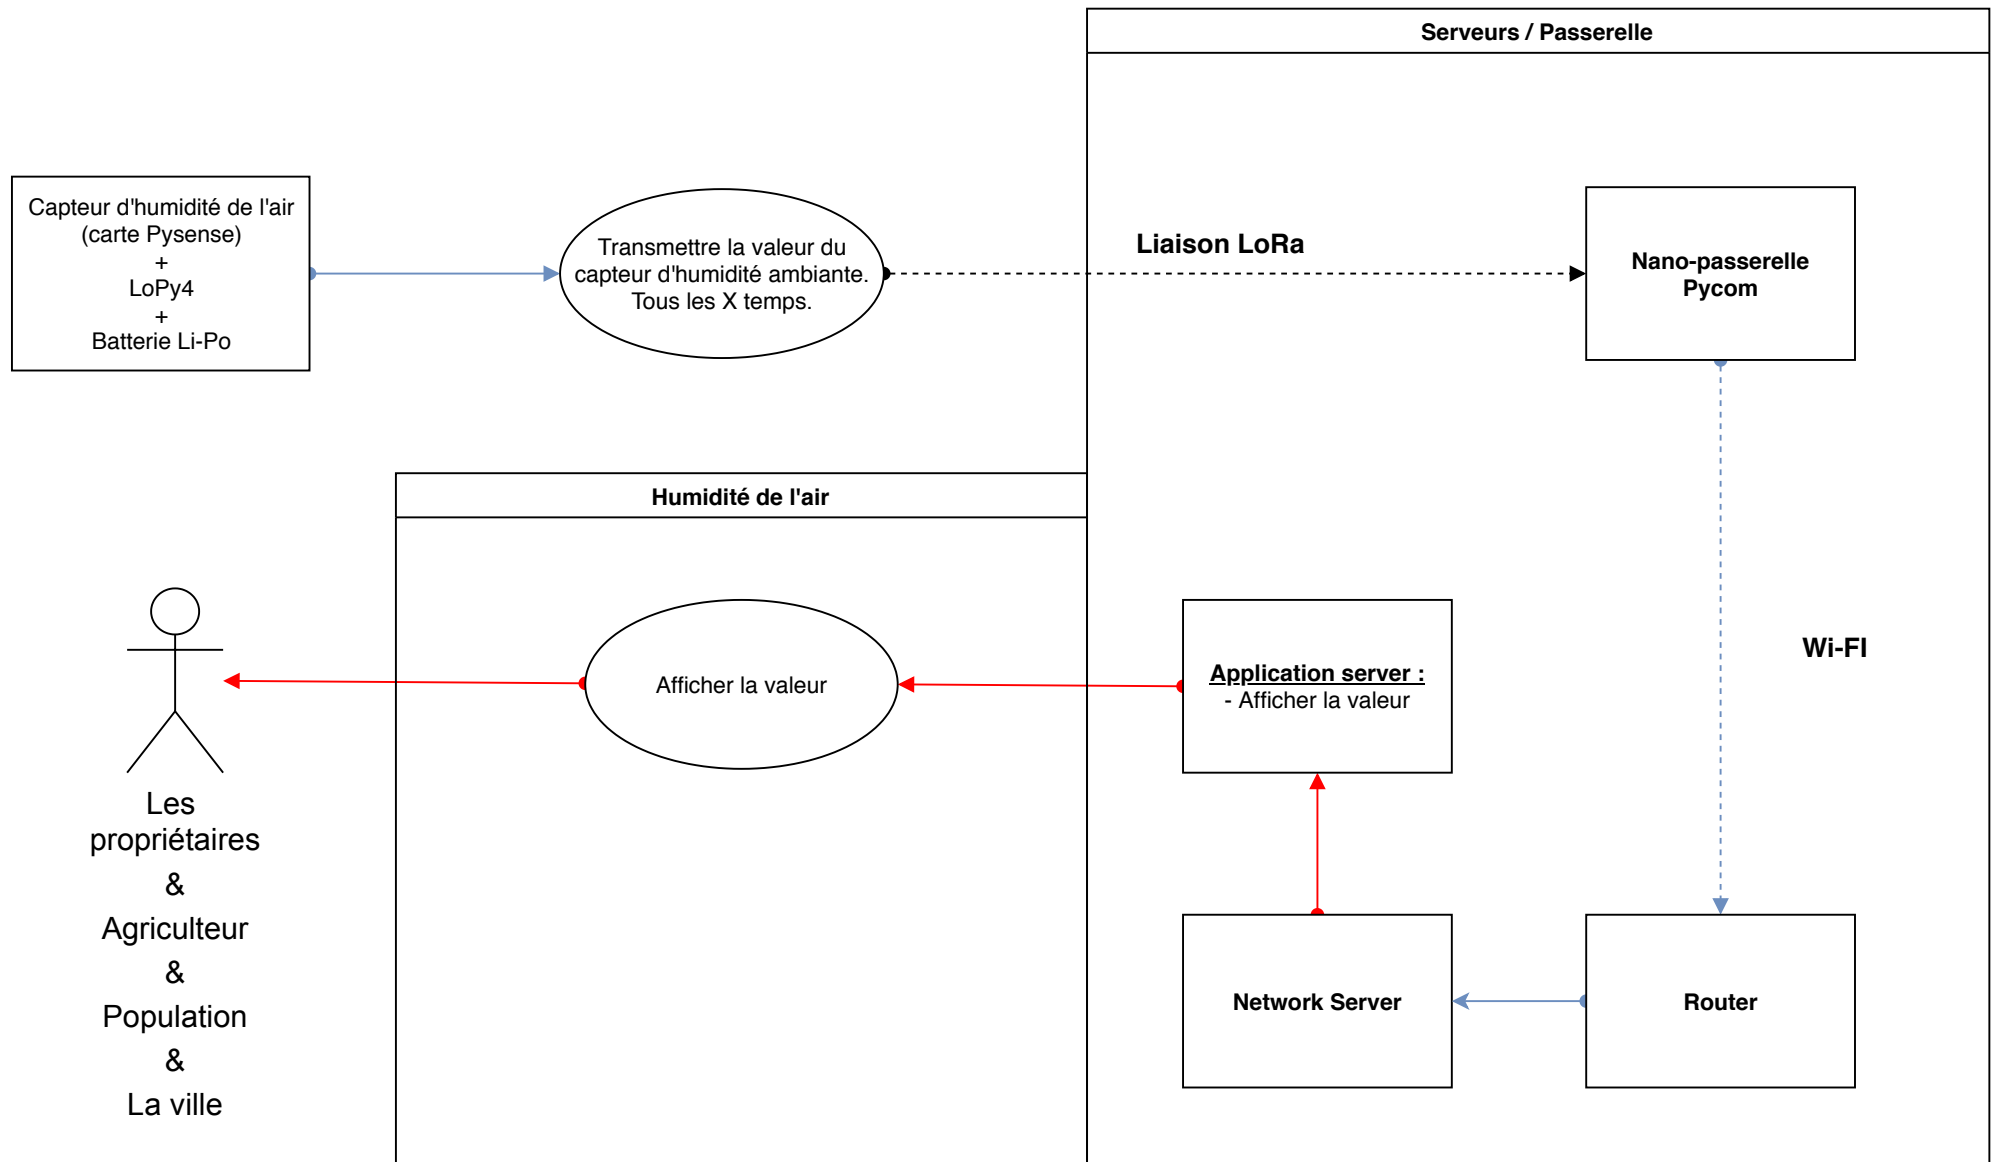 Serveurs / Passerelle
Capteur d'humidité de l'air
(carte Pysense)
+
LoPy4
+
Batterie Li-Po
Transmettre la valeur du
capteur d'humidité ambiante.
Tous les X temps.
Liaison LoRa
Nano-passerelle
Pycom
Humidité de l'air
Wi-FI
Afficher la valeur
Application server :
- Afficher la valeur
Les
propriétaires
&
Agriculteur
&
Population
&
La ville
Network Server
Router